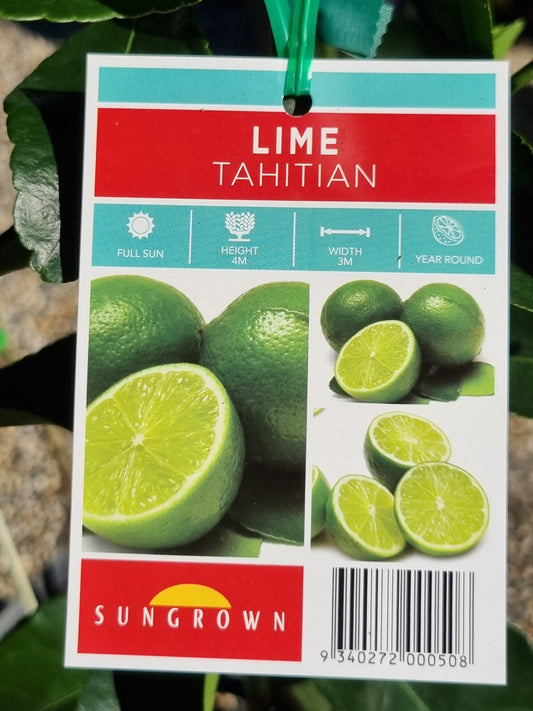 LIME
TAHITIAN
FULL SUN
HEIGHT
4M
WIDTH
3M
YEAR ROUND
SUNGROWN
9 340272 000508